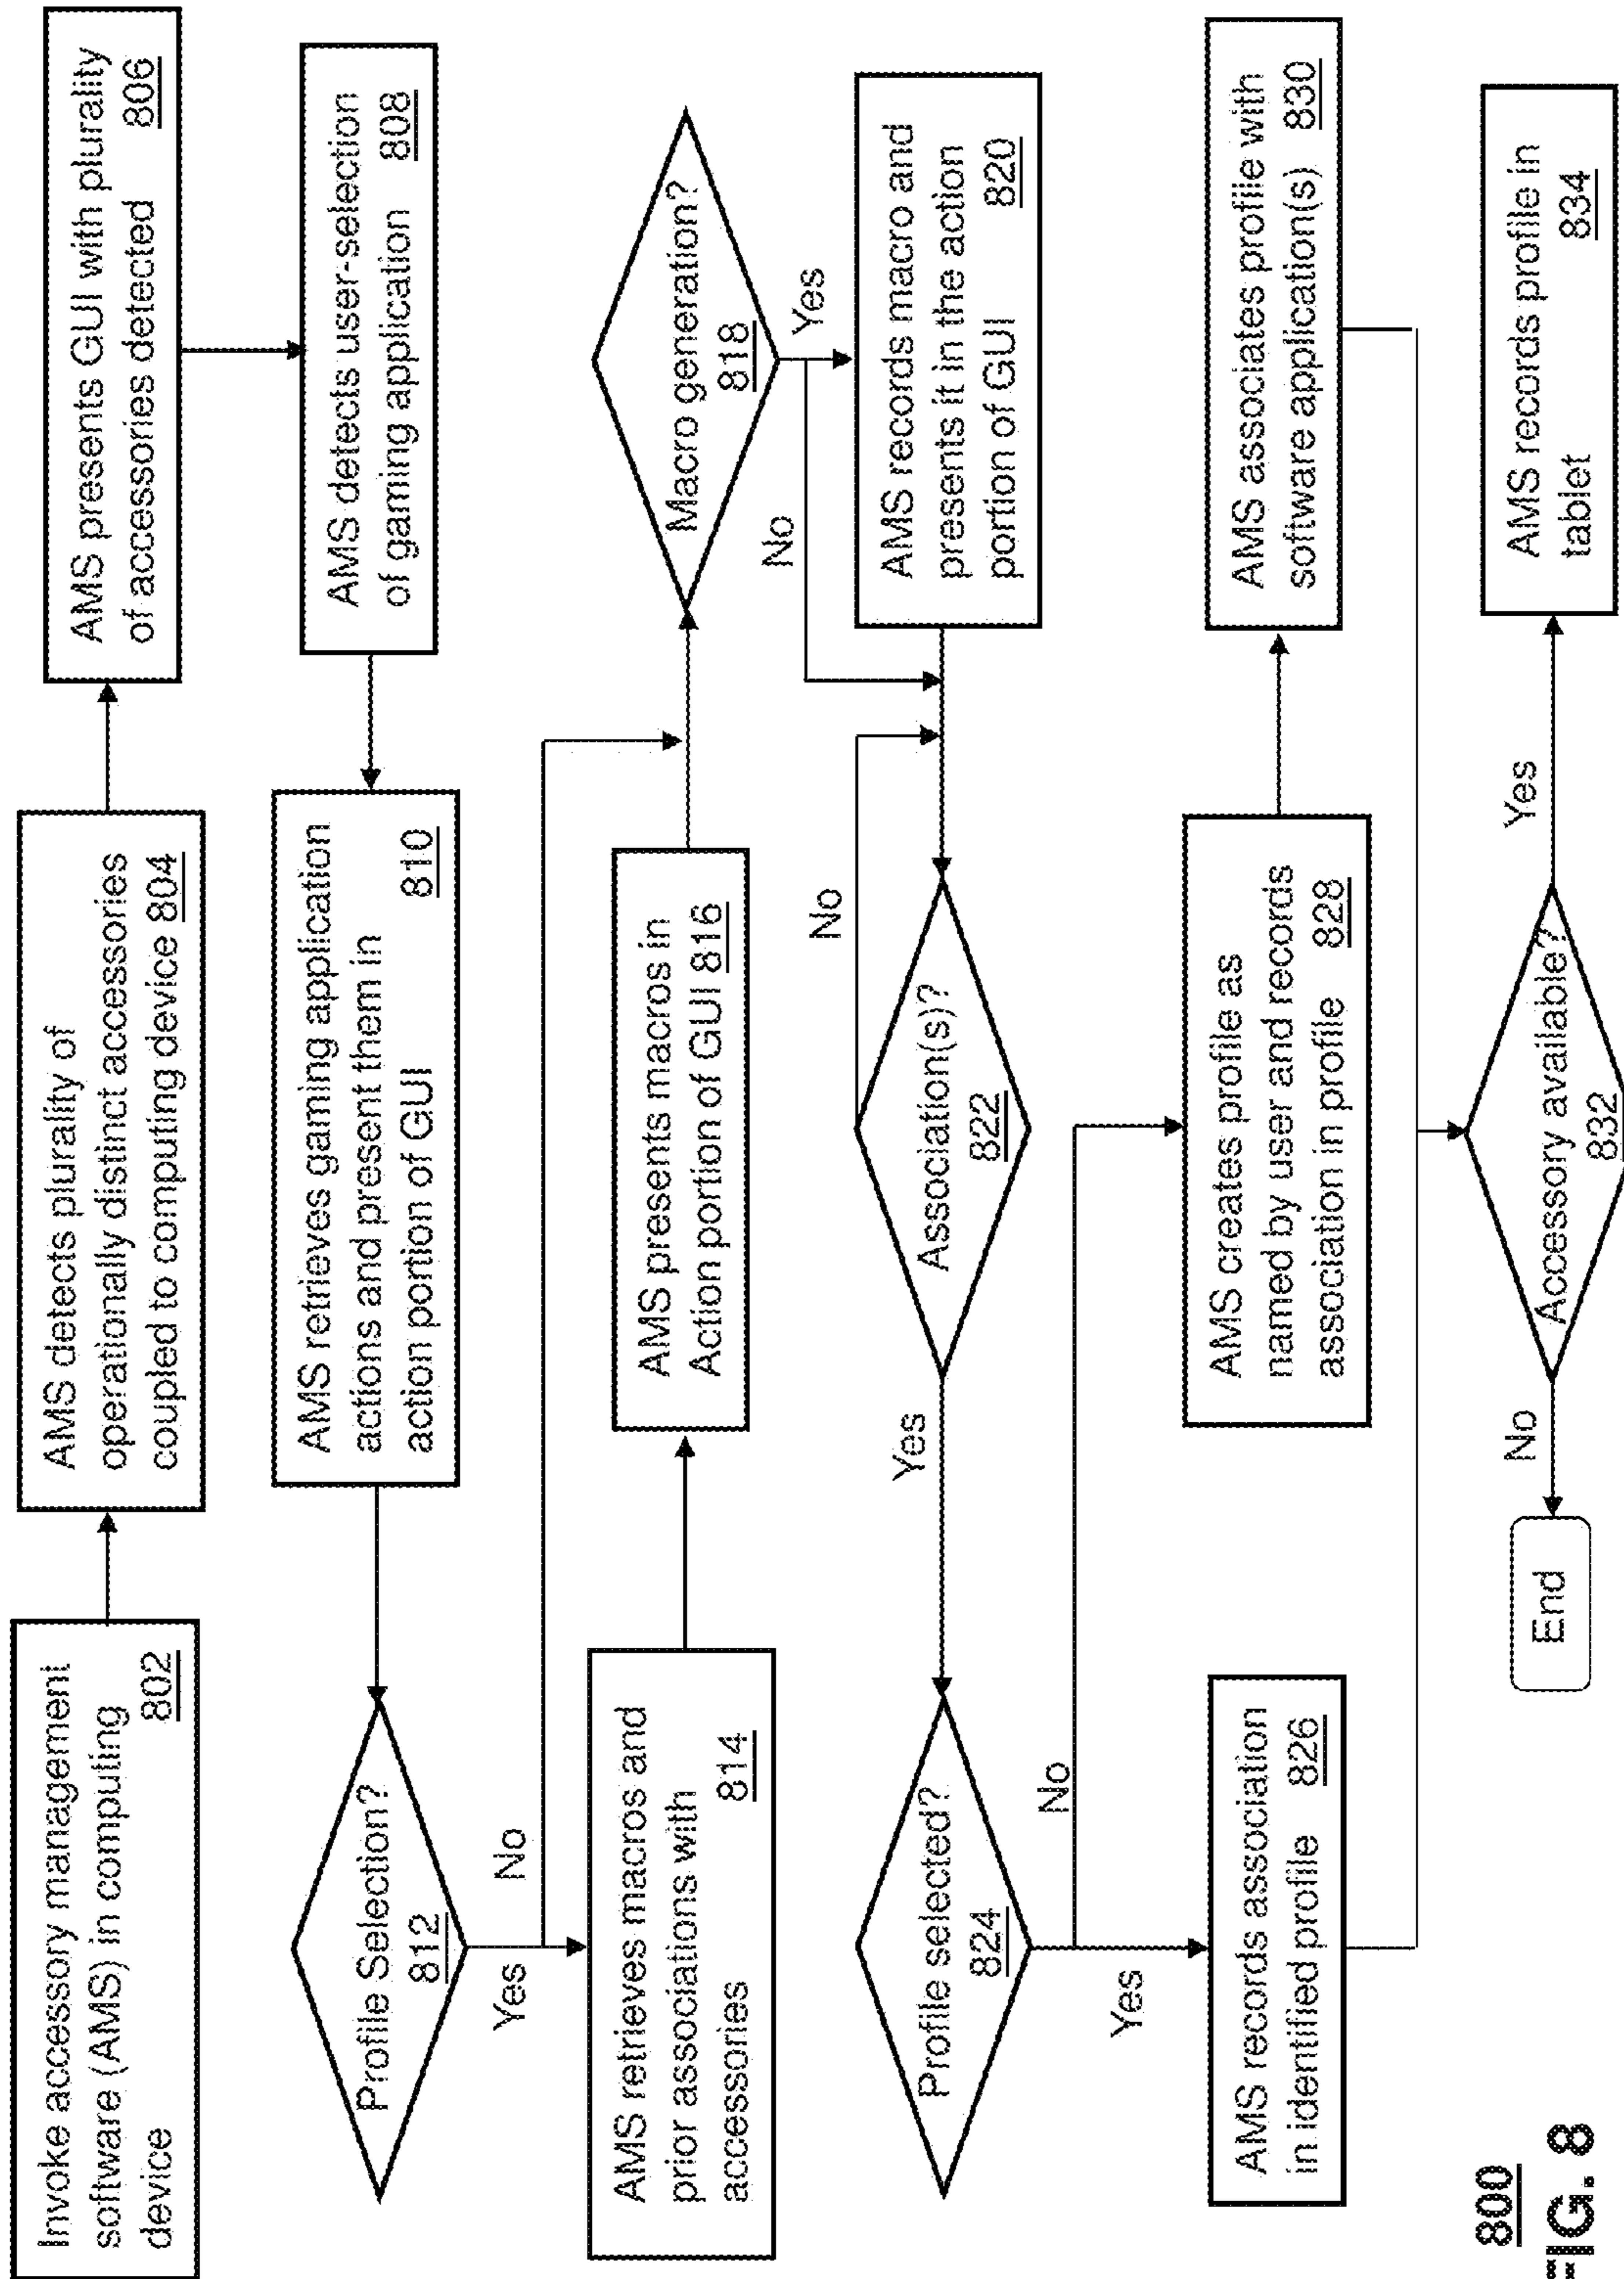 Invoke accessory management
software (AMS) in computing
device 802
AMS detects plurality of
operationally distinct accessories
coupled to computing device 804
AMS presents GUI with plurality
of accessories detected 806
AMS detects user-selection
of gaming application 808
AMS retrieves gaming application
actions and present them in
action portion of GUI 810
Profile Selection?
812
Yes
No
AMS retrieves macros and
prior associations with
accessories 814
AMS presents macros in
Action portion of GUI 816
Macro generation?
818
No
Yes
AMS records macro and
presents it in the action
portion of GUI 820
Association(s)?
822
No
Yes
Profile selected?
824
Yes
No
AMS records association
in identified profile 826
AMS creates profile as
named by user and records
association in profile 828
AMS associates profile with
software application(s) 830
Accessory available?
832
No
Yes
End
AMS records profile in
tablet 834
800
FIG. 8